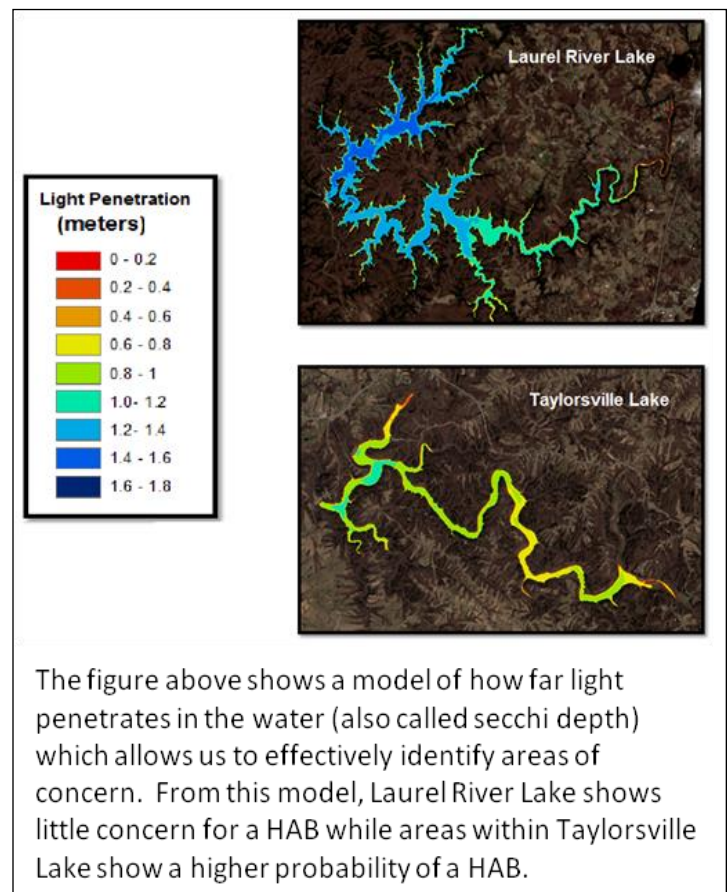 Laurel River Lake
Light Penetration
(meters)
0 - 0.2
0.2 - 0.4
0.4 - 0.6
0.6 - 0.8
0.8 - 1
1.0- 1.2
1.2- 1.4
1.4 - 1.6
1.6 - 1.8
Taylorsville Lake
The figure above shows a model of how far light
penetrates in the water (also called secchi depth)
which allows us to effectively identify areas of
concern.  From this model, Laurel River Lake shows
little concern for a HAB while areas within Taylorsville
Lake show a higher probability of a HAB.